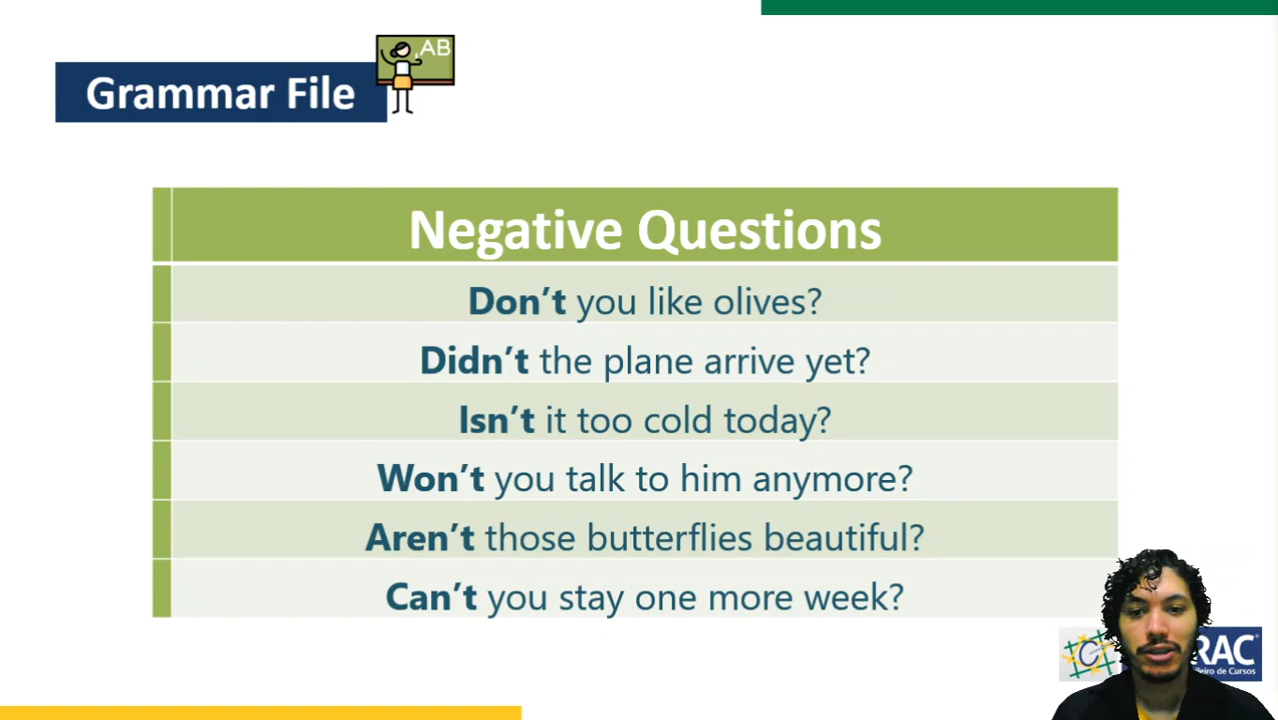 ,AB
Grammar File
Negative Questions
Don’t you like olives?
Didn’t the plane arrive yet?
Isn’t it too cold today?
Won’t you talk to him anymore?
Aren’t those butterflies beautiful?
Can’t you stay one more week?
C